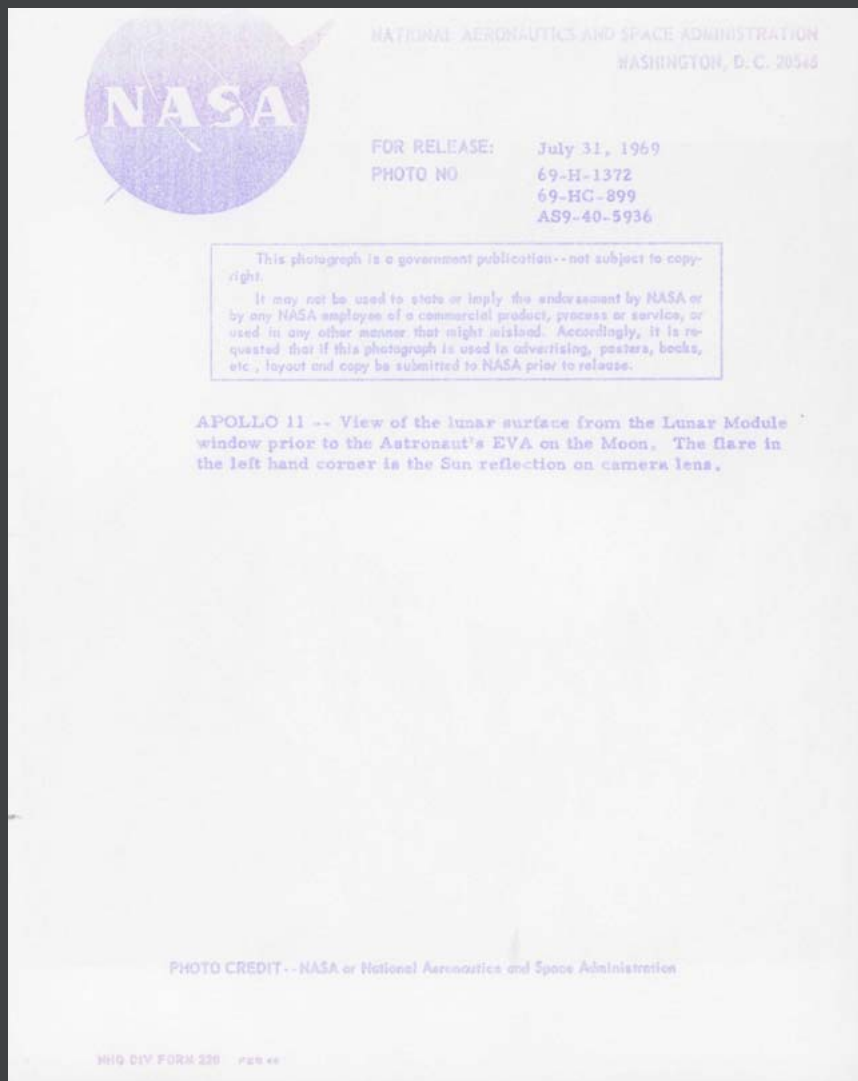 NASA
NATIONAL AERONAUTICS AND SPACE ADMINISTRATION
WASHINGTON, D. C. 20546
FOR RELEASE: July 31, 1969
PHOTO NO 69-H-1372
69-HC-899
AS9-40-5936
This photograph is a government publication--not subject to copy-
right.
It may not be used to state or imply the endorsement by NASA or
by any NASA employee of a commercial product, process or service, or
used in any other manner that might mislead. Accordingly, it is re-
quested that if this photograph is used in advertising, posters, books,
etc., layout and copy be submitted to NASA prior to release.
APOLLO 11 -- View of the lunar surface from the Lunar Module
window prior to the Astronaut's EVA on the Moon. The flare in
the left hand corner is the Sun reflection on camera lens.
PHOTO CREDIT--NASA or National Aeronautics and Space Administration
NHQ DIV FORM 220